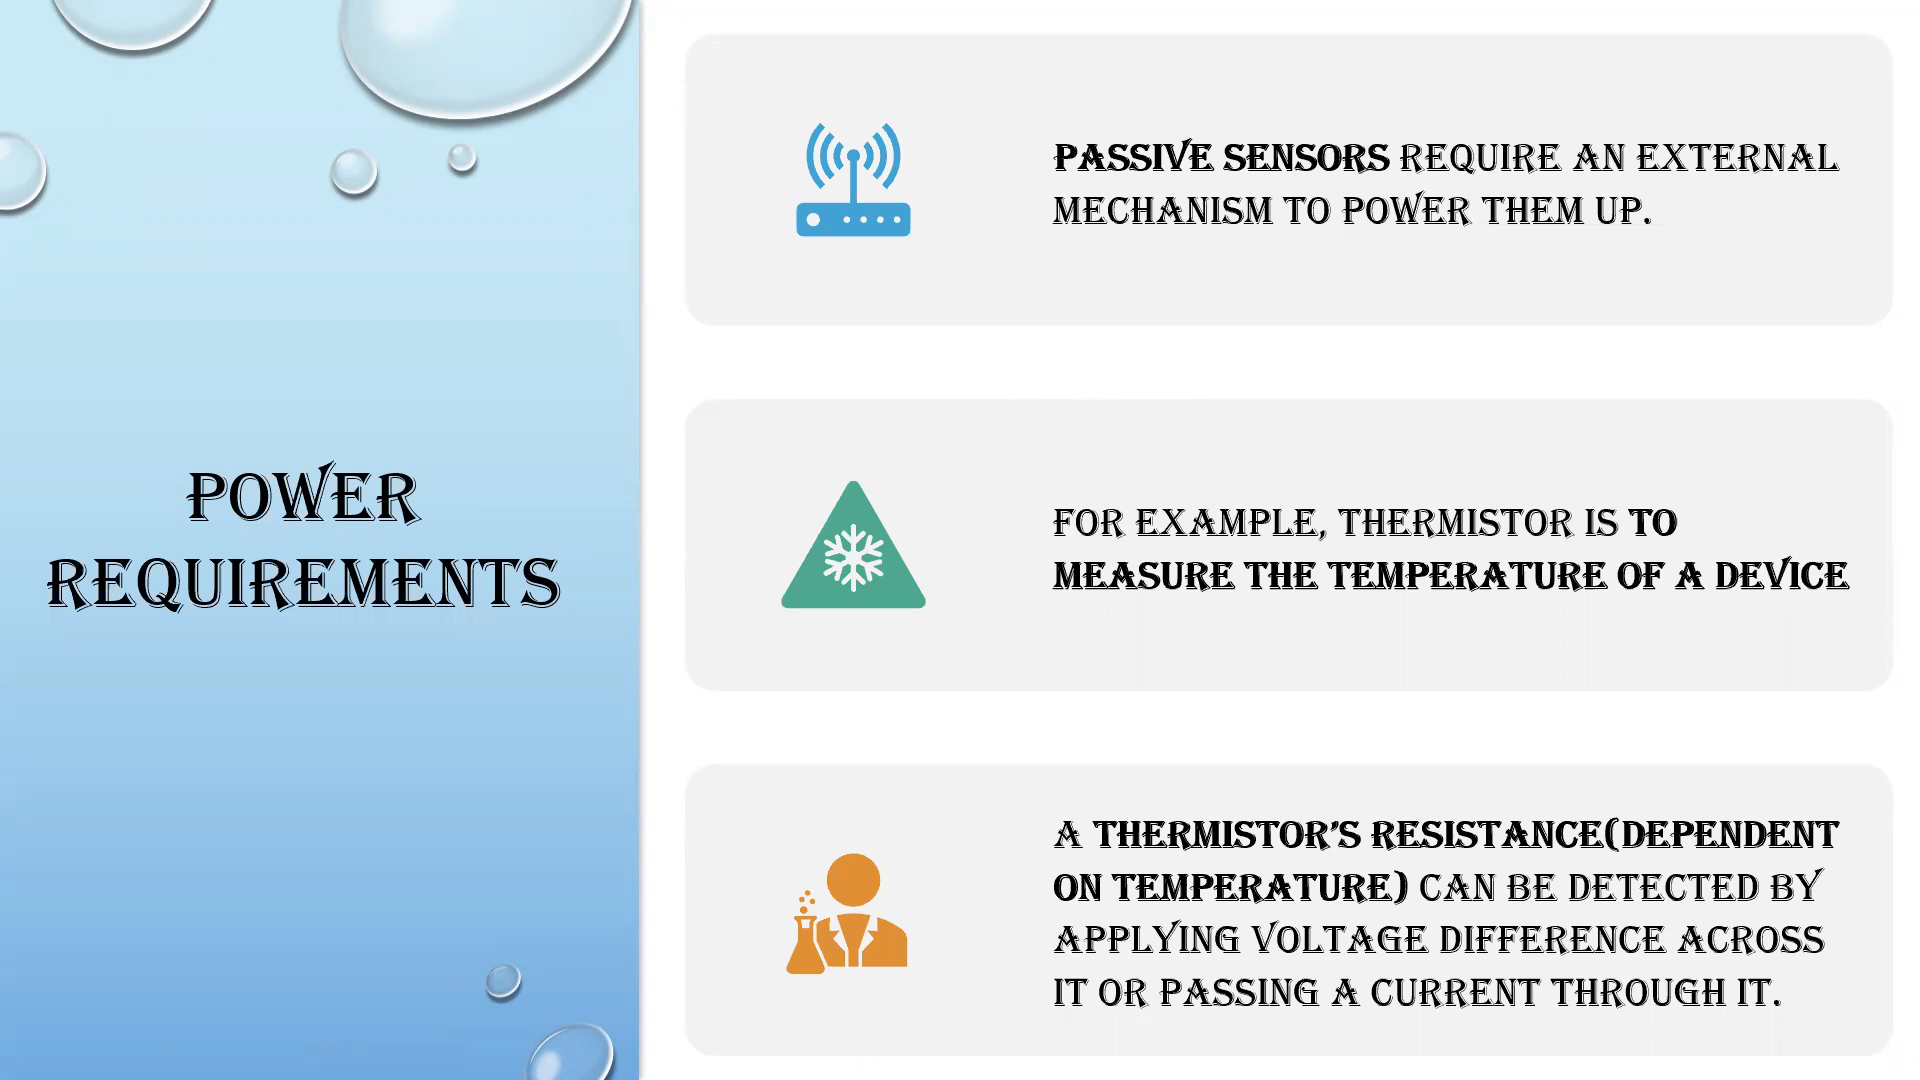 POWER
REQUIREMENTS
PASSIVE SENSORS REQUIRE AN EXTERNAL
MECHANISM TO POWER THEM UP.
FOR EXAMPLE, THERMISTOR IS TO
MEASURE THE TEMPERATURE OF A DEVICE
A THERMISTOR'S RESISTANCE(DEPENDENT
ON TEMPERATURE) CAN BE DETECTED BY
APPLYING VOLTAGE DIFFERENCE ACROSS
IT OR PASSING A CURRENT THROUGH IT.